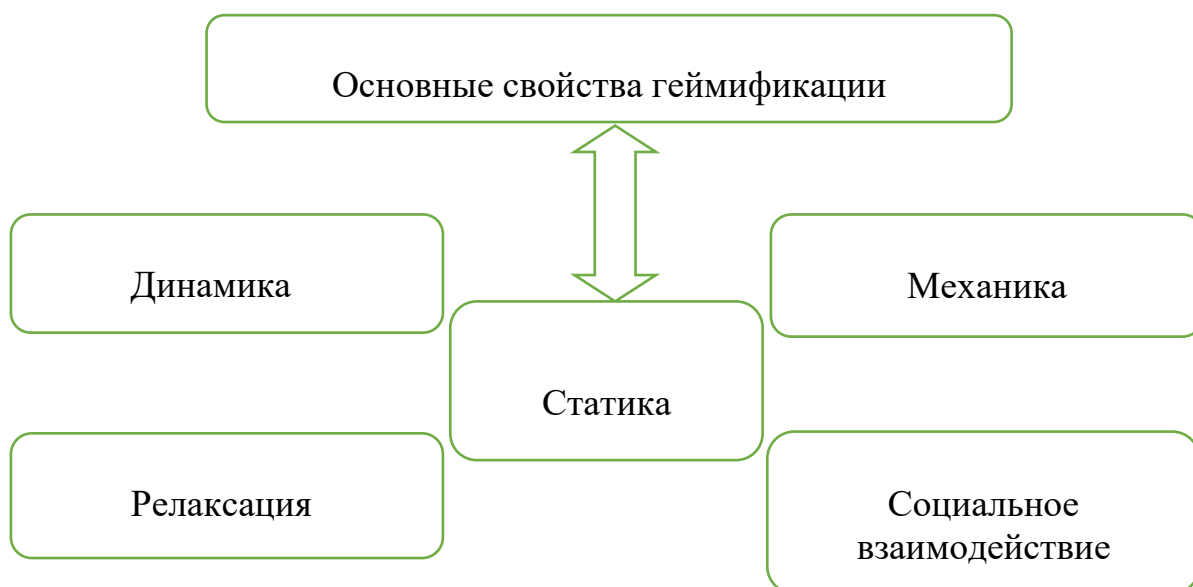 Основные свойства геймификации
Динамика
Механика
Статика
Релаксация
Социальное
взаимодействие